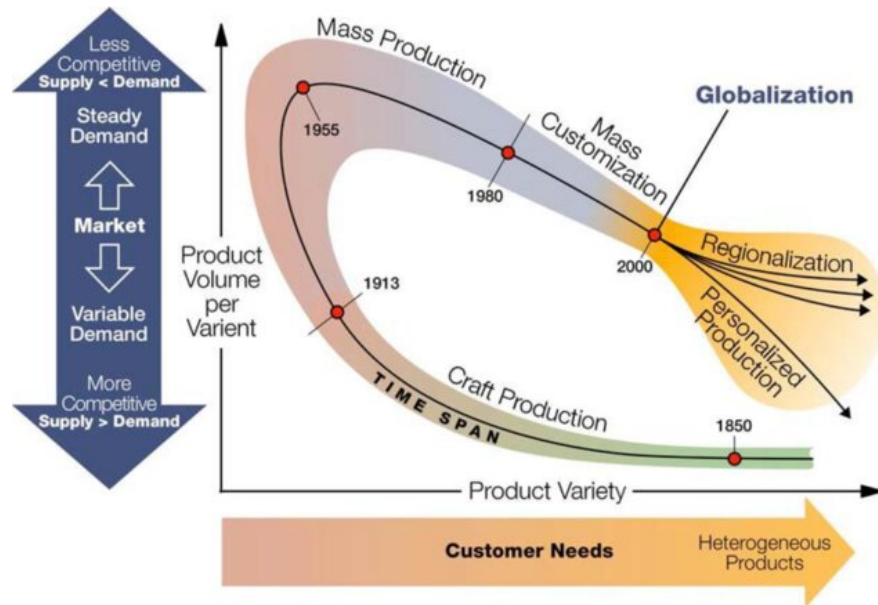 Less
Competitive
Supply < Demand
Steady
Demand
Market
Variable
Demand
More
Competitive
Supply > Demand
Product
Volume
per
Varient
Mass Production
Mass
Customization
Globalization
1955
1980
2000
Regionalization
Personalized
Production
1913
Craft Production
TIME SPAN
1850
Product Variety
Customer Needs
Heterogeneous
Products